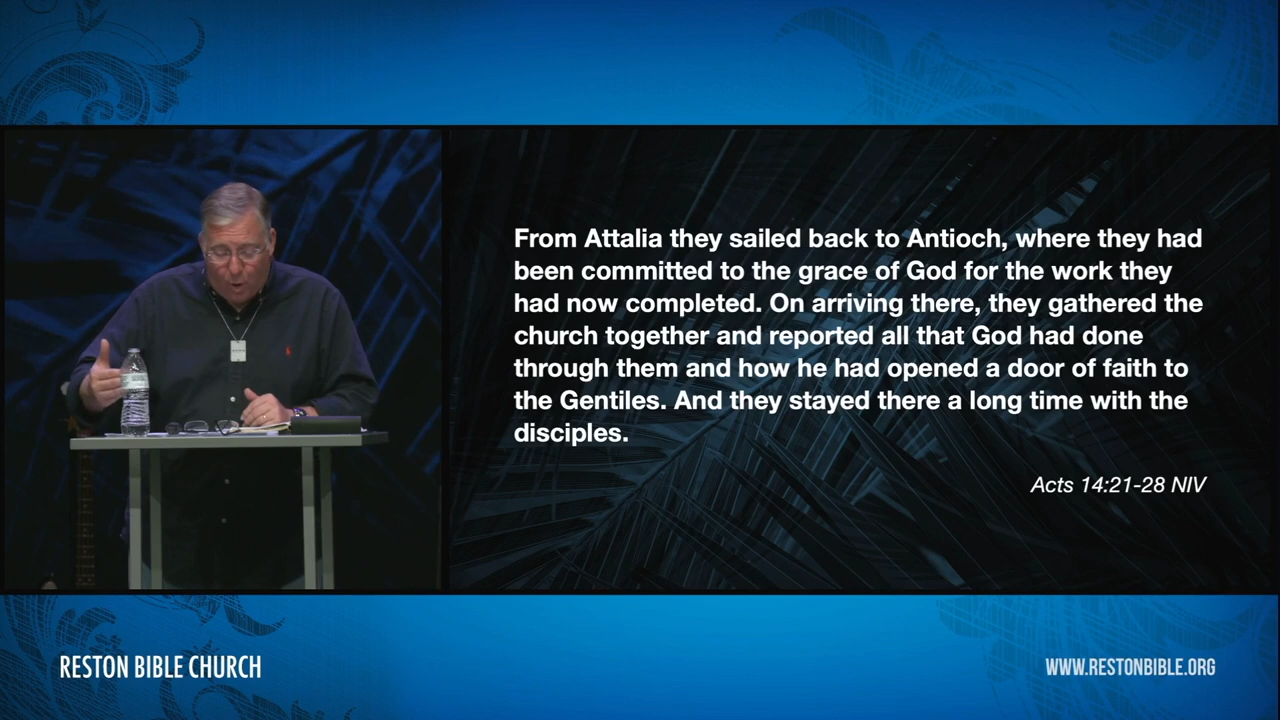 From Attalia they sailed back to Antioch, where they had
been committed to the grace of God for the work they
had now completed. On arriving there, they gathered the
church together and reported all that God had done
through them and how he had opened a door of faith to
the Gentiles. And they stayed there a long time with the
disciples.
Acts 14:21-28 NIV
RESTON BIBLE CHURCH
WWW.RESTONBIBLE.ORG